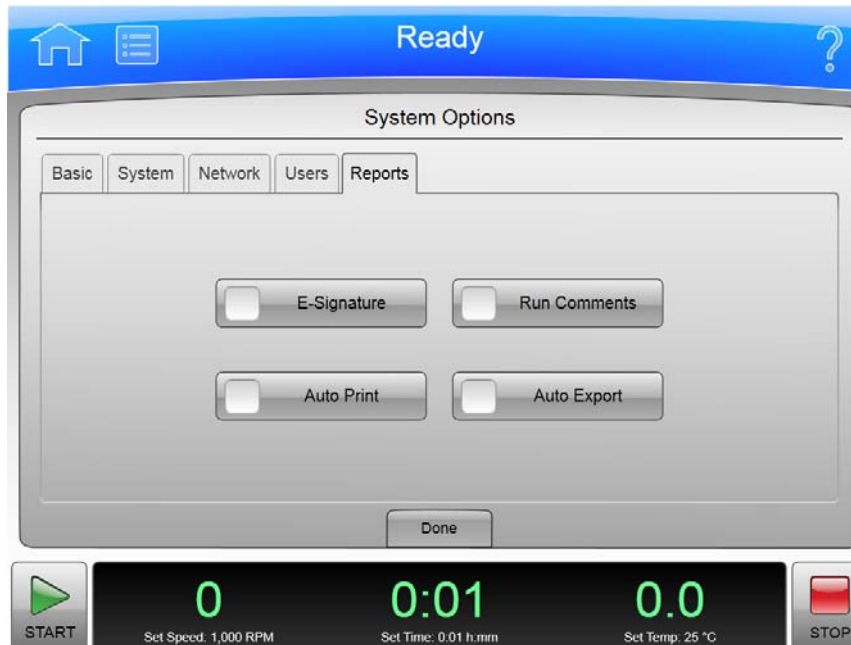 Ready
System Options
Basic System Network Users Reports
E-Signature Run Comments
Auto Print Auto Export
Done
0 0:01 0.0
START Set Speed: 1,000 RPM Set Time: 0:01 h:mm Set Temp: 25 °C STOP